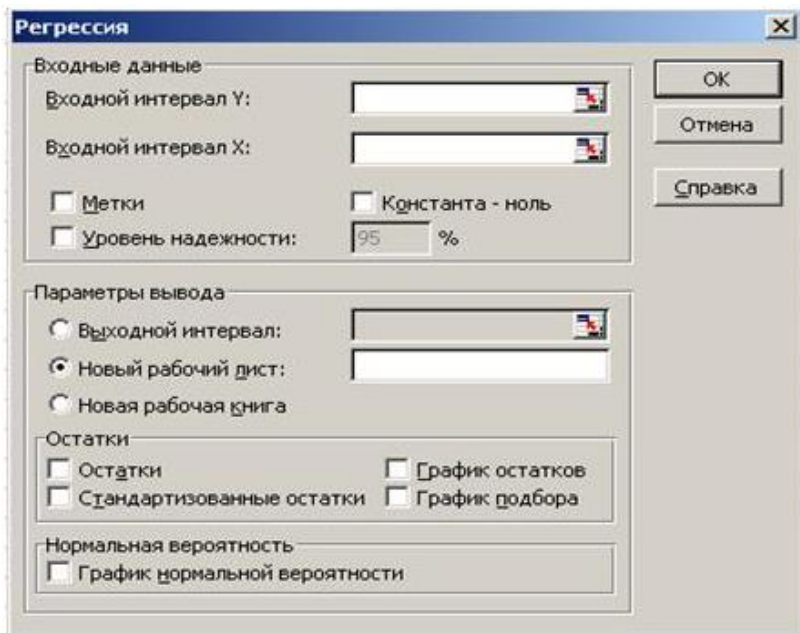 Регрессия
Входные данные
Входной интервал Y:
Входной интервал X:
Метки
Константа - ноль
Уровень надежности:
95 %
ОК
Отмена
Справка
Параметры вывода
Выходной интервал:
Новый рабочий лист:
Новая рабочая книга
Остатки
Остатки
График остатков
Стандартизованные остатки
График подбора
Нормальная вероятность
График нормальной вероятности